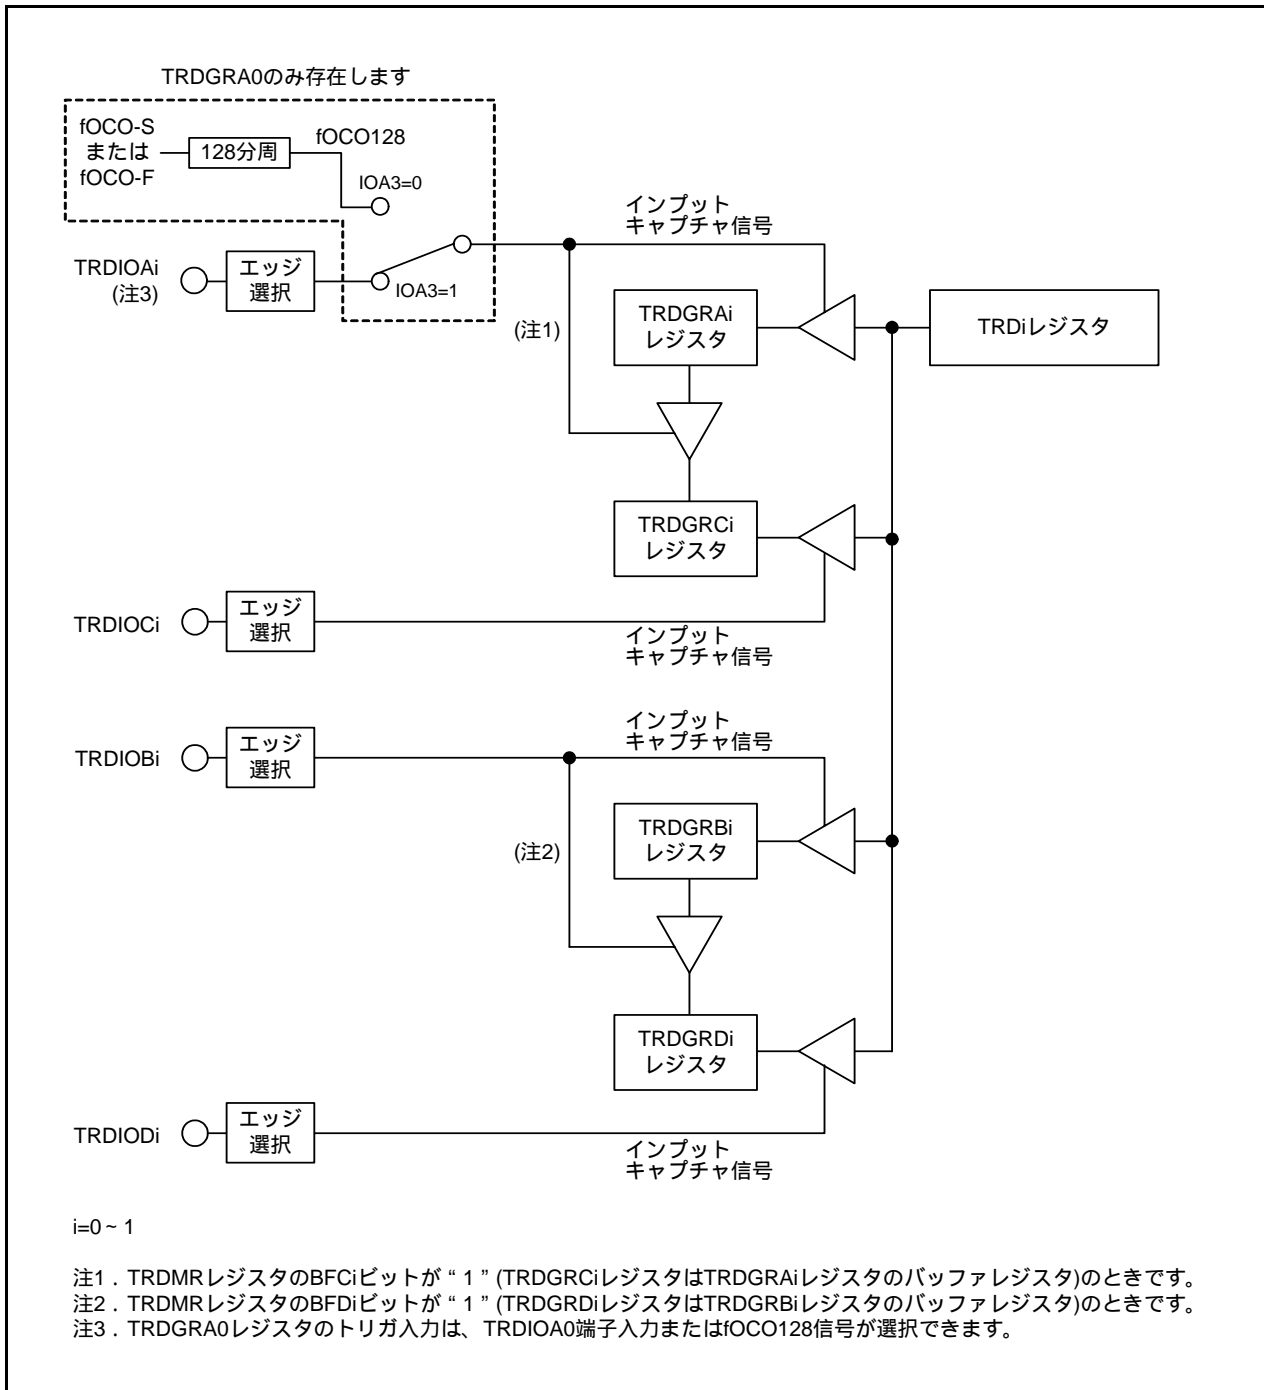 TRDGRA0のみ存在します
fOCO-S
または
fOCO-F
128分周
fOCO128
IOA3=0
TRDIOAi
(注3)
エッジ
選択
IOA3=1
インプット
キャプチャ信号
(注1)
TRDGRAi
レジスタ
TRDiレジスタ
TRDGRCi
レジスタ
TRDIOCi
エッジ
選択
インプット
キャプチャ信号
TRDIOBi
エッジ
選択
インプット
キャプチャ信号
(注2)
TRDGRBi
レジスタ
TRDGRDi
レジスタ
TRDIODi
エッジ
選択
インプット
キャプチャ信号
i=0~1
注1．TRDMRレジスタのBFCiビットが“1”(TRDGRCiレジスタはTRDGRAiレジスタのバッファレジスタ)のときです。
注2．TRDMRレジスタのBFDiビットが“1”(TRDGRDiレジスタはTRDGRBiレジスタのバッファレジスタ)のときです。
注3．TRDGRA0レジスタのトリガ入力は、TRDIOA0端子入力またはfOCO128信号が選択できます。